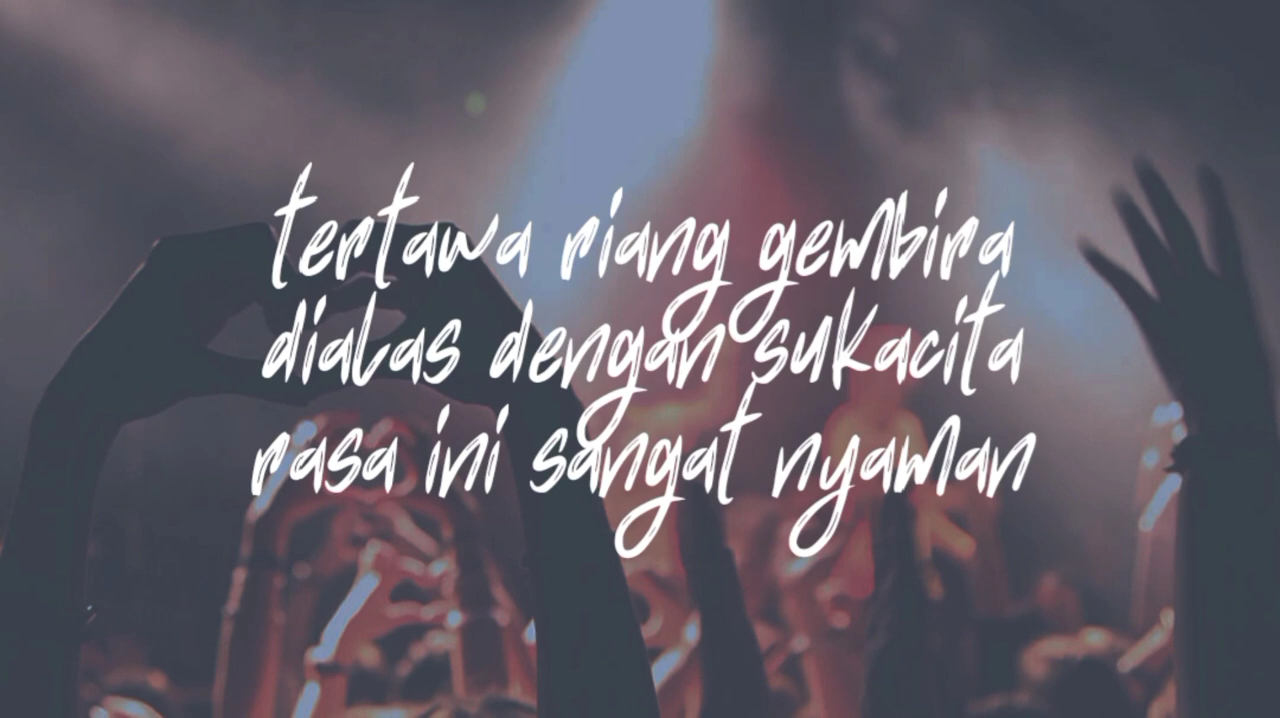 tertawa riang gembira
dialas dengan sukacita
rasa ini sangat nyaman